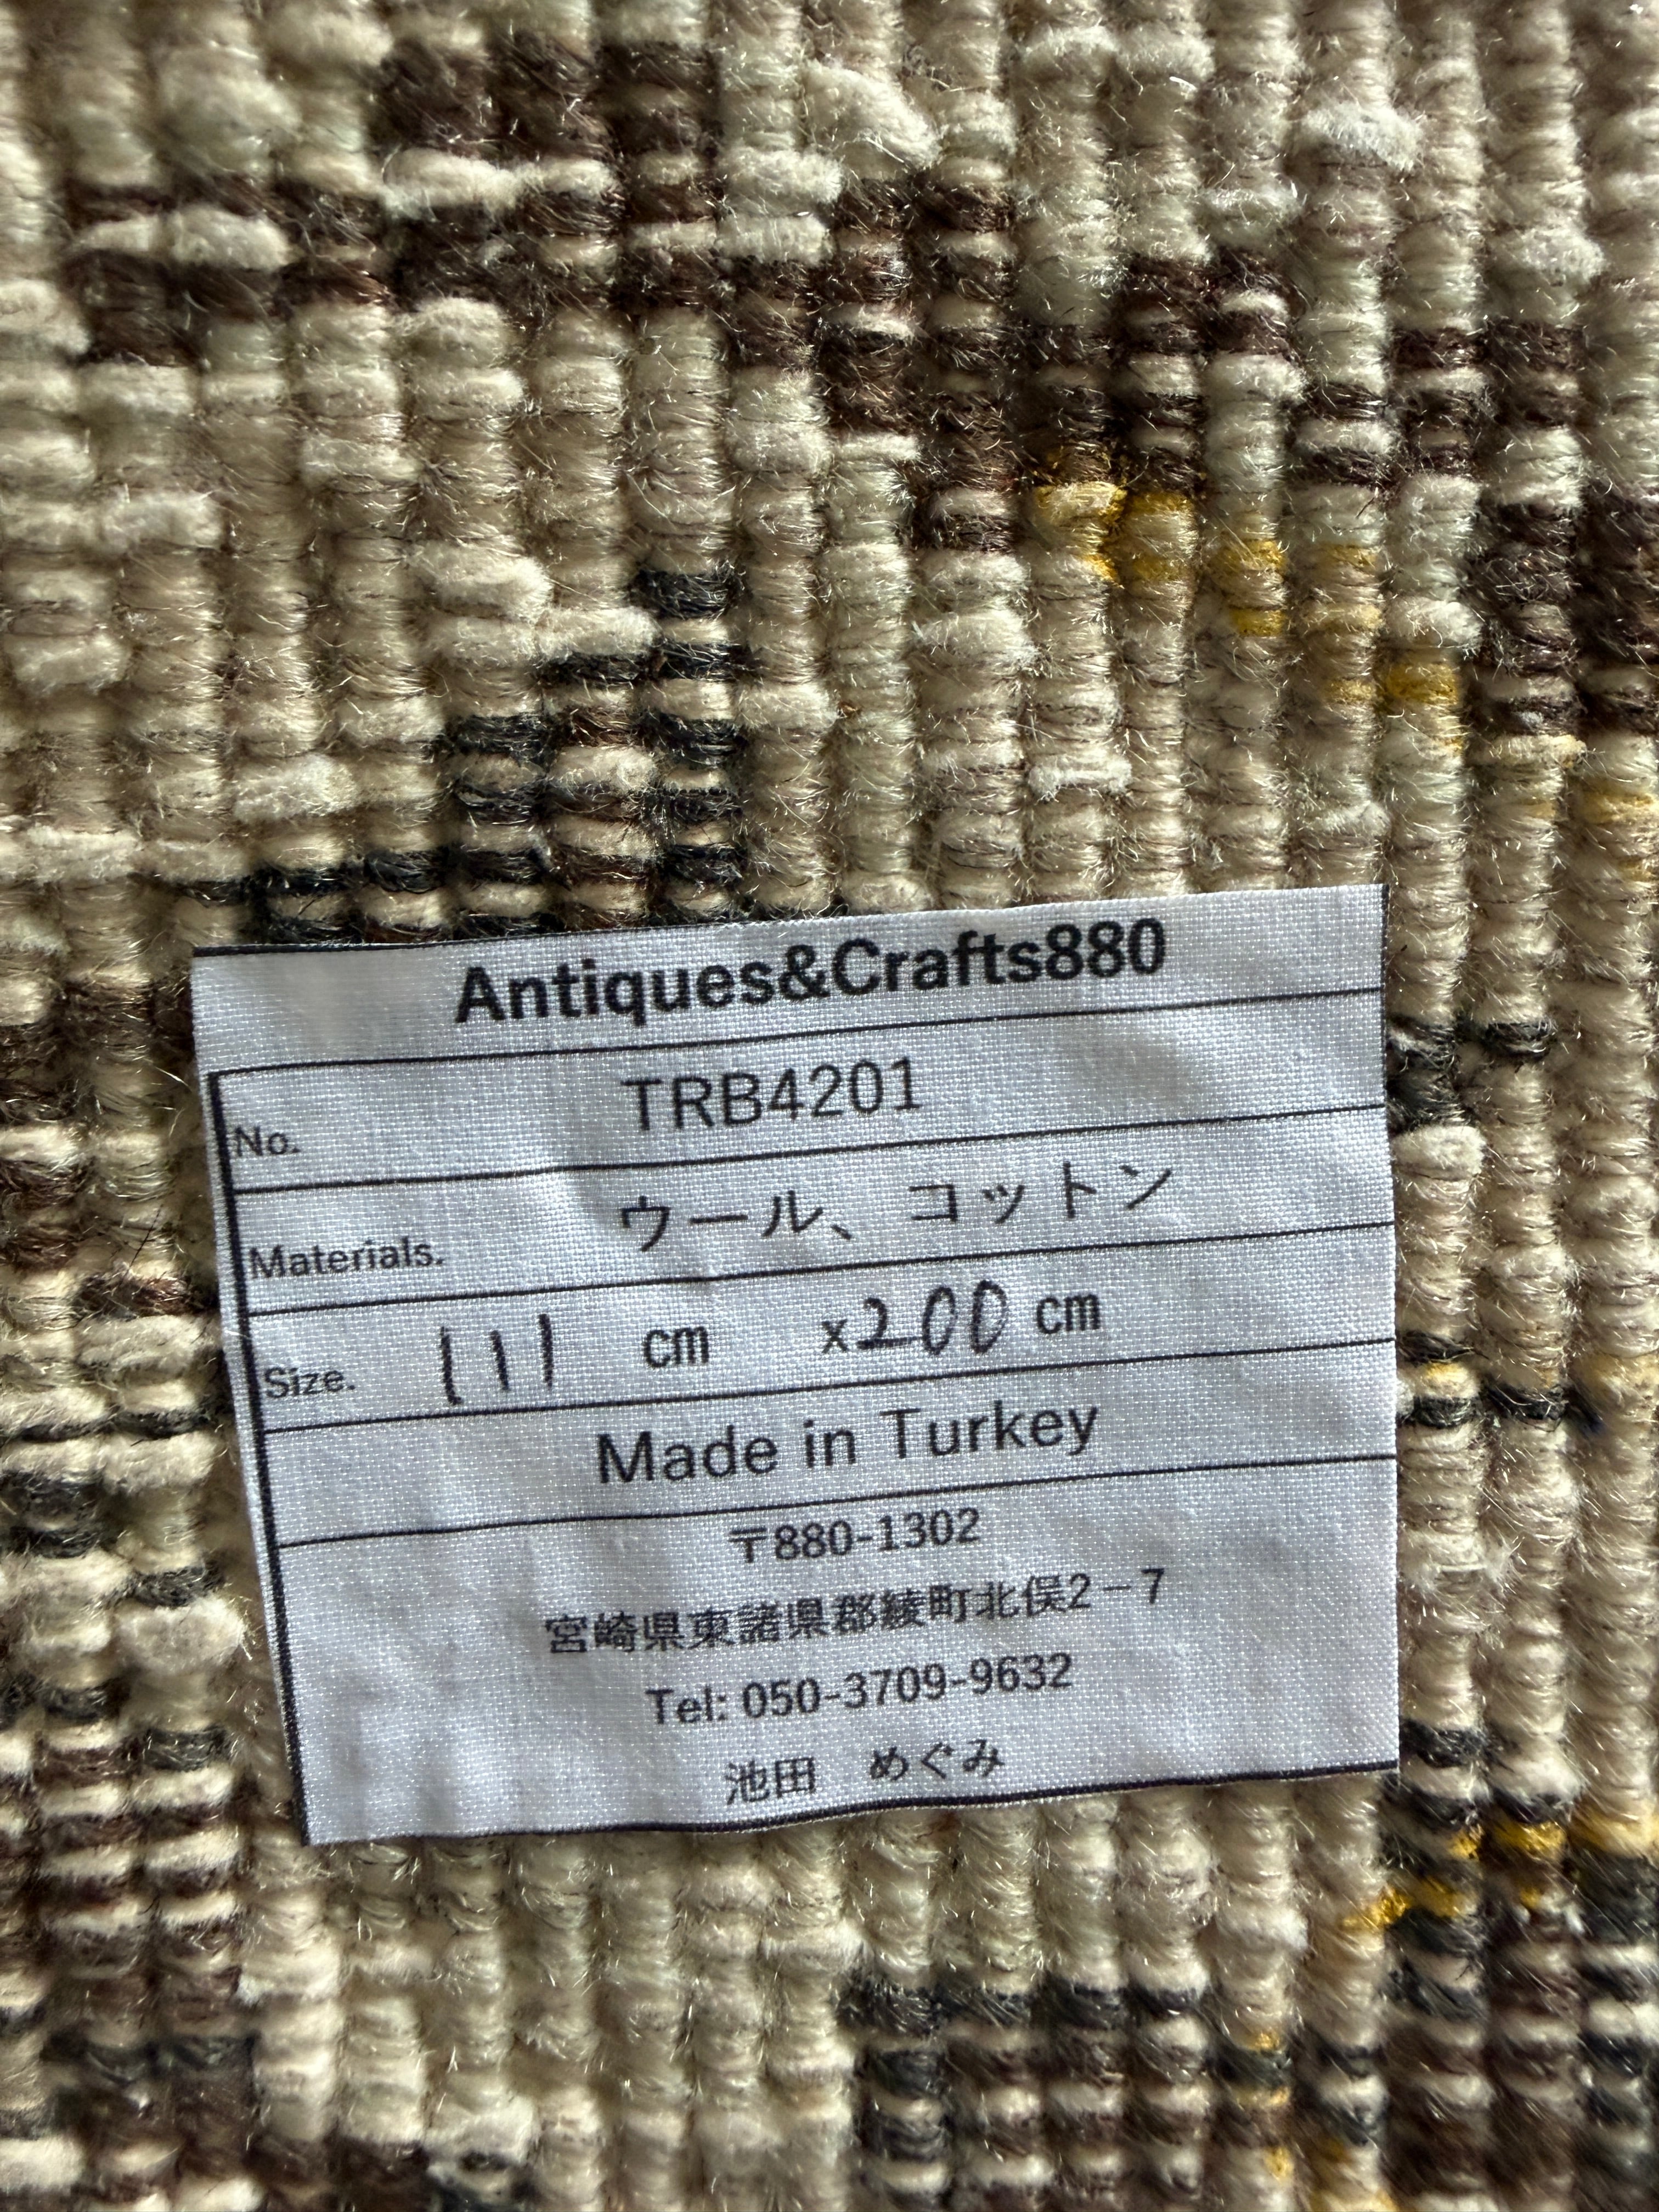 Antiques&Crafts880
No. TRB4201
Materials. ウール、コットン
Size. 111 cm x200 cm
Made in Turkey
〒880-1302
宮崎県東諸県郡綾町北俣2－7
Tel: 050-3709-9632
池田　めぐみ